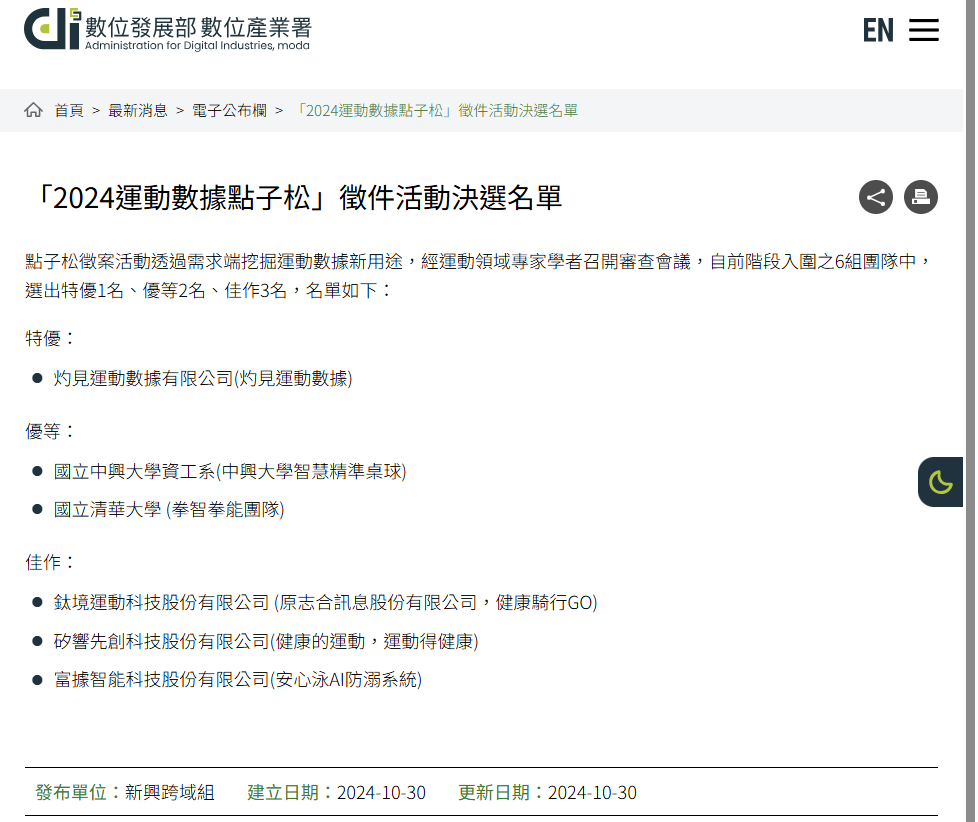 數位發展部 數位產業署
Administration for Digital Industries, moda
EN
首頁 > 最新消息 > 電子公布欄 > 「2024運動數據點子松」徵件活動決選名單
「2024運動數據點子松」徵件活動決選名單
點子松徵案活動透過需求端挖掘運動數據新用途，經運動領域專家學者召開審查會議，自前階段入圍之6組團隊中，
選出特優1名、優等2名、佳作3名，名單如下：
特優：
灼見運動數據有限公司(灼見運動數據)
優等：
國立中興大學資工系(中興大學智慧精準桌球)
國立清華大學 (拳智拳能團隊)
佳作：
鈦境運動科技股份有限公司 (原志合訊息股份有限公司，健康騎行GO)
矽響先創科技股份有限公司(健康的運動，運動得健康)
富據智能科技股份有限公司(安心泳AI防溺系統)
發布單位：新興跨域組 建立日期：2024-10-30 更新日期：2024-10-30